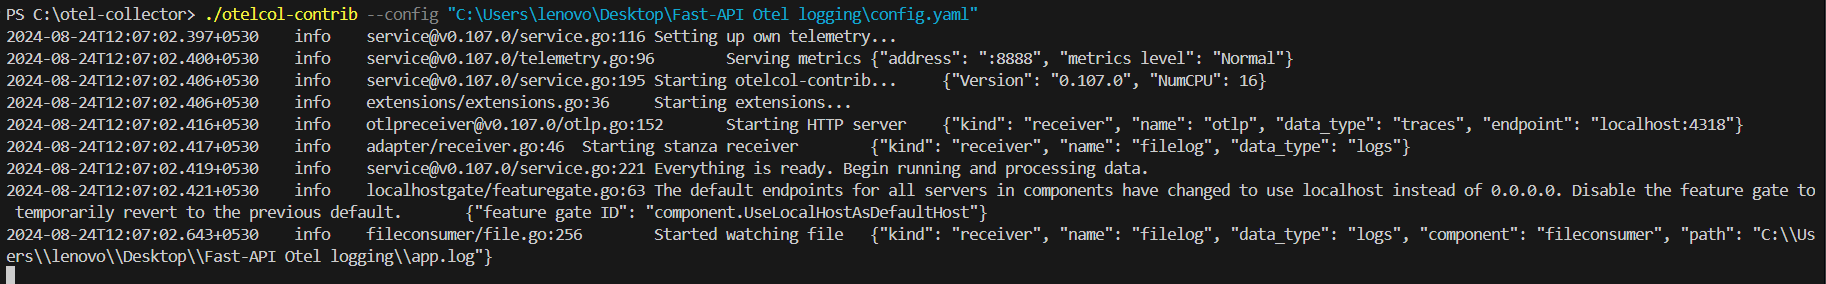 PS C:\otel-collector> ./otelcol-contrib --config "C:\Users\lenovo\Desktop\Fast-API Otel logging\config.yaml"
2024-08-24T12:07:02.397+0530    info    service@v0.107.0/service.go:116 Setting up own telemetry...
2024-08-24T12:07:02.400+0530    info    service@v0.107.0/telemetry.go:96        Serving metrics {"address": ":8888", "metrics level": "Normal"}
2024-08-24T12:07:02.406+0530    info    service@v0.107.0/service.go:195 Starting otelcol-contrib...     {"Version": "0.107.0", "NumCPU": 16}
2024-08-24T12:07:02.406+0530    info    extensions/extensions.go:36     Starting extensions...
2024-08-24T12:07:02.416+0530    info    otlpreceiver@v0.107.0/otlp.go:152       Starting HTTP server    {"kind": "receiver", "name": "otlp", "data_type": "traces", "endpoint": "localhost:4318"}
2024-08-24T12:07:02.417+0530    info    adapter/receiver.go:46  Starting stanza receiver        {"kind": "receiver", "name": "filelog", "data_type": "logs"}
2024-08-24T12:07:02.419+0530    info    service@v0.107.0/service.go:221 Everything is ready. Begin running and processing data.
2024-08-24T12:07:02.421+0530    info    localhostgate/featuregate.go:63 The default endpoints for all servers in components have changed to use localhost instead of 0.0.0.0. Disable the feature gate to
 temporarily revert to the previous default.       {"feature gate ID": "component.UseLocalHostAsDefaultHost"}
2024-08-24T12:07:02.643+0530    info    fileconsumer/file.go:256        Started watching file   {"kind": "receiver", "name": "filelog", "data_type": "logs", "component": "fileconsumer", "path": "C:\\Us
ers\\lenovo\\Desktop\\Fast-API Otel logging\\app.log"}